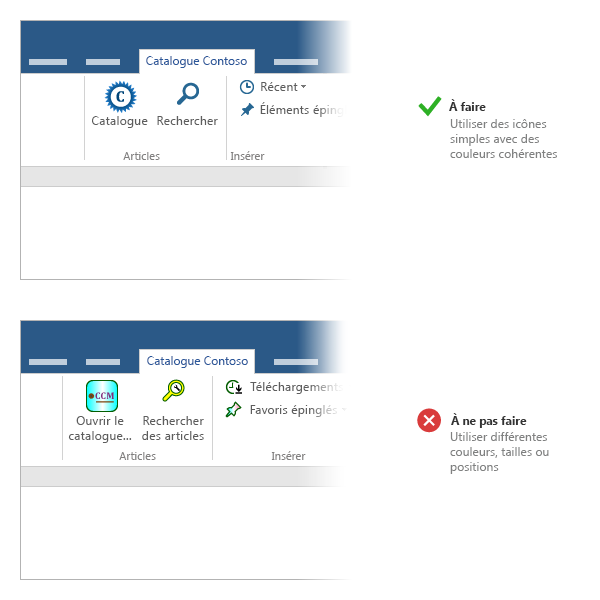 Catalogue Contoso
C
Catalogue
Rechercher
Récent
Éléments éping
Articles
Insérer
À faire
Utiliser des icônes
simples avec des
couleurs cohérentes
Catalogue Contoso
CCM
Ouvrir le
catalogue...
Rechercher
des articles
Téléchargements
Favoris épinglés
Articles
Insérer
À ne pas faire
Utiliser différentes
couleurs, tailles ou
positions